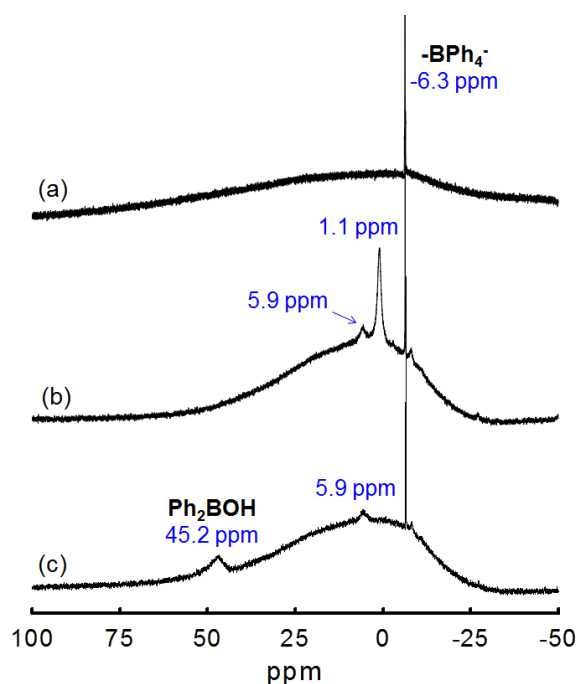 -BPh₄⁻
-6.3 ppm
(a)
1.1 ppm
5.9 ppm
(b)
5.9 ppm
Ph₂BOH
45.2 ppm
(c)
100 75 50 25 0 -25 -50
ppm